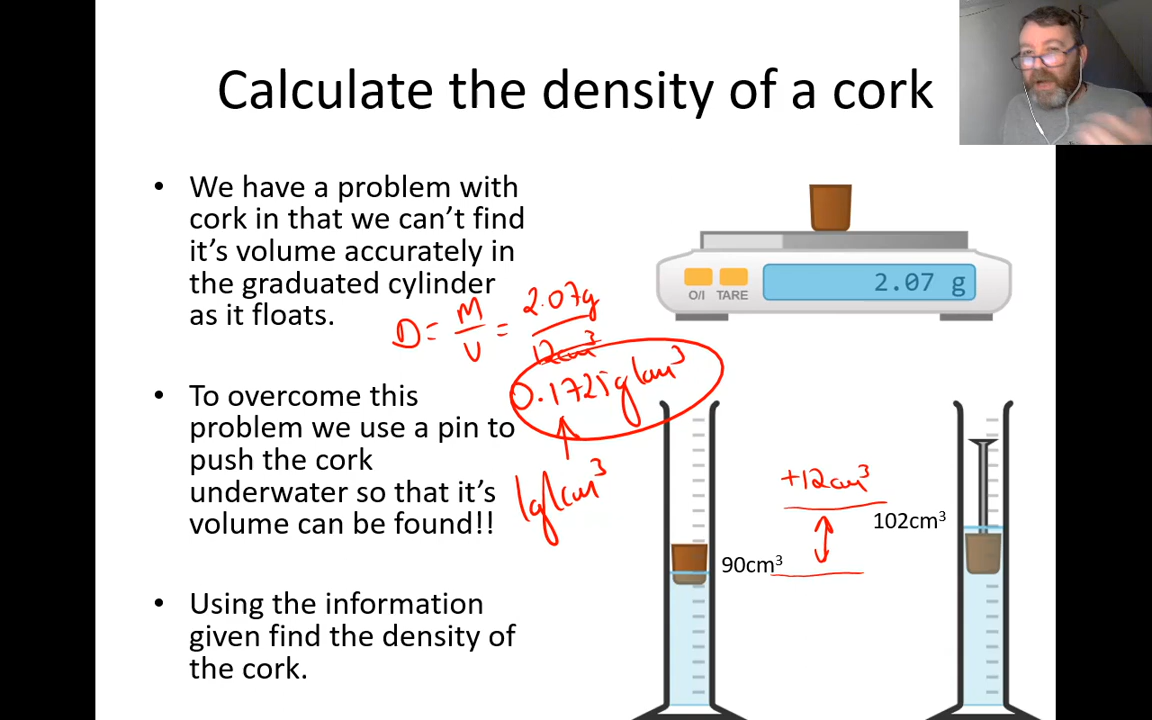 Calculate the density of a cork
• We have a problem with
cork in that we can't find
it's volume accurately in
the graduated cylinder
as it floats.
D = M/V = 2.07g/12cm³
0.1725g/cm³
1g/cm³
• To overcome this
problem we use a pin to
push the cork
underwater so that it's
volume can be found!!
• Using the information
given find the density of
the cork.
2.07 g
O/I TARE
+12cm³
102cm³
90cm³